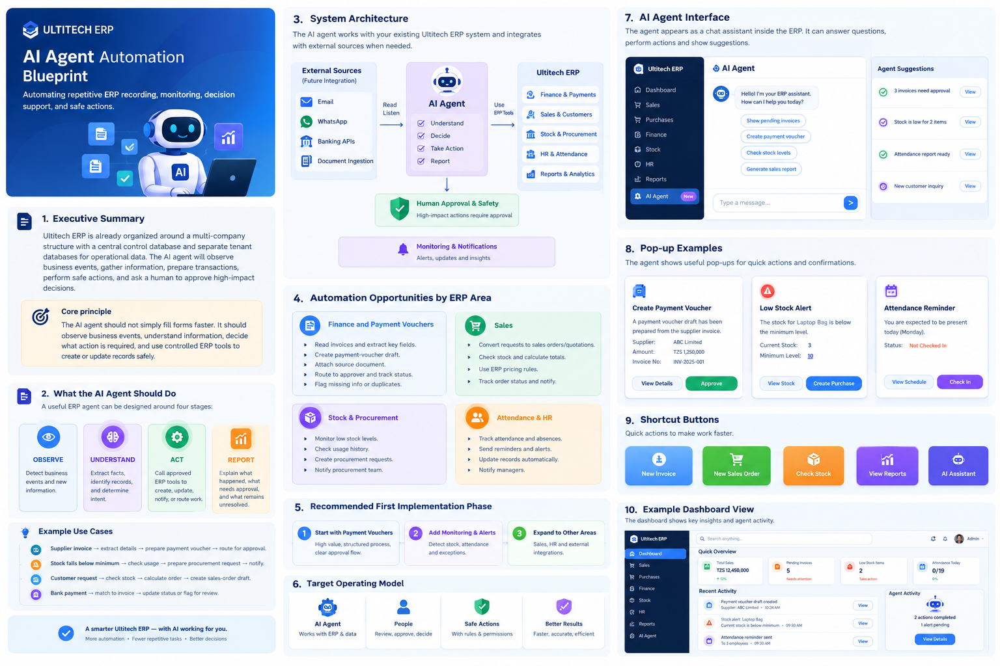 ULTITECH ERP
AI Agent Automation
Blueprint
Automating repetitive ERP recording, monitoring, decision
support, and safe actions.
AI
1. Executive Summary
Ultitech ERP is already organized around a multi-company
structure with a central control database and separate tenant
databases for operational data. The AI agent will observe
business events, gather information, prepare transactions,
perform safe actions, and ask a human to approve high-impact
decisions.
Core principle
The AI agent should not simply fill forms faster. It should
observe business events, understand information, decide
what action is required, and use controlled ERP tools to
create or update records safely.
2. What the AI Agent Should Do
A useful ERP agent can be designed around four stages:
OBSERVE
Detect business
events and new
information.
UNDERSTAND
Extract facts,
identify records,
and determine
intent.
ACT
Call approved
ERP tools to
create, update,
notify, or route work.
REPORT
Explain what
happened, what
needs approval,
and what remains
unresolved.
Example Use Cases
Supplier invoice → extract details → prepare payment voucher → route for approval.
Stock falls below minimum → check usage → prepare procurement request → notify.
Customer request → check stock → calculate order → create sales-order draft.
Bank payment → match to invoice → update status or flag for review.
A smarter Ultitech ERP — with AI working for you.
More automation • Fewer repetitive tasks • Better decisions
3. System Architecture
The AI agent works with your existing Ultitech ERP system and integrates
with external sources when needed.
External Sources
(Future Integration)
Email
WhatsApp
Banking APIs
Document Ingestion
Read
Listen
AI Agent
Understand
Decide
Take Action
Report
Use
ERP Tools
Ultitech ERP
Finance & Payments
Sales & Customers
Stock & Procurement
HR & Attendance
Reports & Analytics
Human Approval & Safety
High-impact actions require approval
Monitoring & Notifications
Alerts, updates and insights
4. Automation Opportunities by ERP Area
Finance and Payment Vouchers
Read invoices and extract key fields.
Create payment-voucher draft.
Attach source document.
Route to approver and track status.
Flag missing info or duplicates.
Sales
Convert requests to sales orders/quotations.
Check stock and calculate totals.
Use ERP pricing rules.
Track order status and notify.
Stock & Procurement
Monitor low stock levels.
Check usage history.
Create procurement requests.
Notify procurement team.
Attendance & HR
Track attendance and absences.
Send reminders and alerts.
Update records automatically.
Notify managers.
5. Recommended First Implementation Phase
1 Start with Payment Vouchers
High value, structured process,
clear approval flow.
2 Add Monitoring & Alerts
Detect stock, attendance
and exceptions.
3 Expand to Other Areas
Sales, HR and external
integrations.
6. Target Operating Model
AI Agent
Works with ERP & data
People
Review, approve, decide
Safe Actions
With rules & permissions
Better Results
Faster, accurate, efficient
7. AI Agent Interface
The agent appears as a chat assistant inside the ERP. It can answer questions,
perform actions and show suggestions.
Ultitech ERP
Dashboard
Sales
Purchases
Finance
Stock
HR
Reports
AI Agent New
AI Agent
Hello! I'm your ERP assistant.
How can I help you today?
Show pending invoices
Create payment voucher
Check stock levels
Generate sales report
Type a message...
Agent Suggestions
3 invoices need approval View
Stock is low for 2 items View
Attendance report ready View
New customer inquiry View
8. Pop-up Examples
The agent shows useful pop-ups for quick actions and confirmations.
Create Payment Voucher
A payment voucher draft has been
prepared from the supplier invoice.
Supplier: ABC Limited
Amount: TZS 1,250,000
Invoice No: INV-2025-001
View Details Approve
Low Stock Alert
The stock for Laptop Bag is below
the minimum level.
Current Stock: 3
Minimum Level: 10
View Stock Create Purchase
Attendance Reminder
You are expected to be present
today (Monday).
Status: Not Checked In
View Schedule Check In
9. Shortcut Buttons
Quick actions to make work faster.
New Invoice
New Sales Order
Check Stock
View Reports
AI Assistant
10. Example Dashboard View
The dashboard shows key insights and agent activity.
Ultitech ERP
Dashboard
Sales
Purchases
Finance
Stock
HR
Reports
AI Agent
Search anything...
Admin
Quick Overview
Total Sales
TZS 12,450,000
↑ 12%
Pending invoices
5
Needs attention
Low Stock Items
2
Take action
Attendance Today
0/19
0%
Recent Activity
Payment voucher draft created
Supplier: ABC Limited • 10:24 AM
View
Stock alert: Laptop Bag
Current stock is below minimum • 09:50 AM
View
Attendance reminder sent
To 3 employees • 09:30 AM
View
Agent Activity
2 actions completed
1 alert pending
View Details